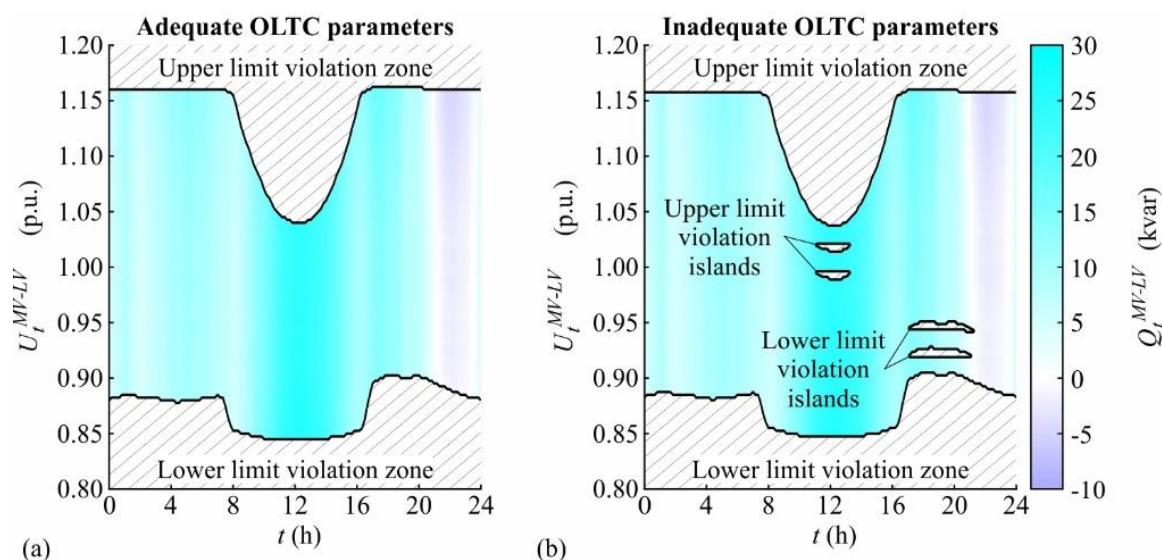 Adequate OLTC parameters
1.20
1.15
1.10
1.05
1.00
0.95
0.90
0.85
0.80
U_t^MV-LV (p.u.)
Upper limit violation zone
Lower limit violation zone
0 4 8 12 16 20 24
t (h)
(a)
Inadequate OLTC parameters
1.20
1.15
1.10
1.05
1.00
0.95
0.90
0.85
0.80
U_t^MV-LV (p.u.)
Upper limit violation zone
Upper limit
violation
islands
Lower limit
violation
islands
Lower limit violation zone
0 4 8 12 16 20 24
t (h)
(b)
30
25
20
15
10
5
0
-5
-10
Q_t^MV-LV (kvar)